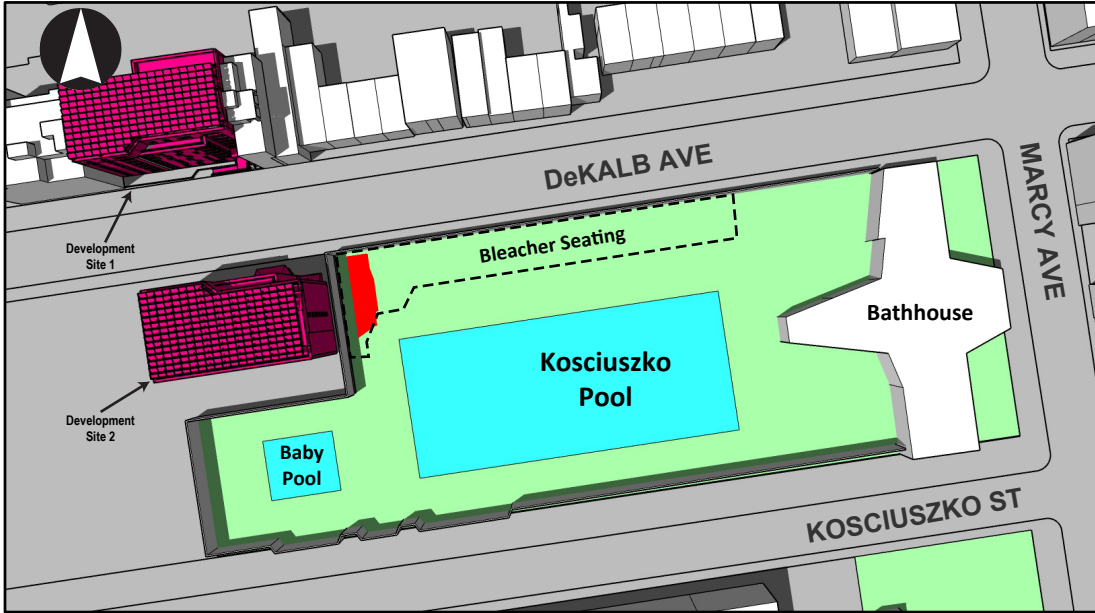 DeKALB AVE
MARCY AVE
Development
Site 1
Bleacher Seating
Bathhouse
Kosciuszko
Pool
Development
Site 2
Baby
Pool
KOSCIUSZKO ST